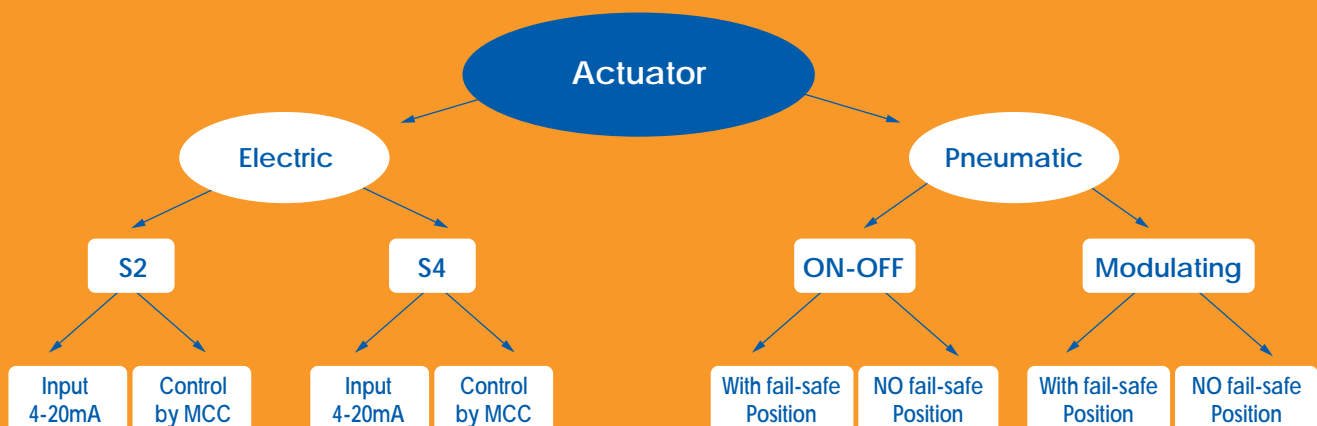 Actuator
Electric
Pneumatic
S2
S4
ON-OFF
Modulating
Input
4-20mA
Control
by MCC
Input
4-20mA
Control
by MCC
With fail-safe
Position
NO fail-safe
Position
With fail-safe
Position
NO fail-safe
Position